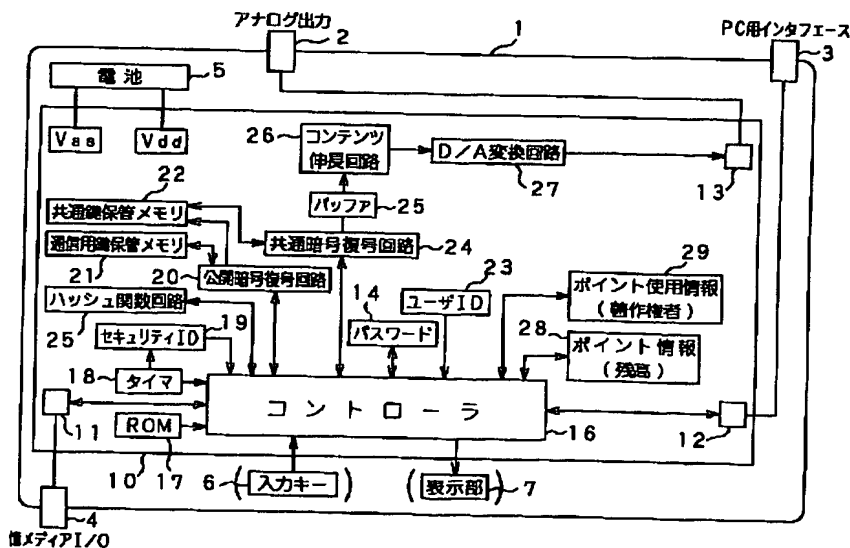 アナログ出力
2
1
PC用インタフェース
3
電池
5
Vss
Vdd
26
コンテンツ
伸長回路
D/A変換回路
27
13
22
バッファ
25
共通鍵保管メモリ
共通暗号復号回路
24
通信用鍵保管メモリ
21
20
公開暗号復号回路
23
ユーザID
29
ポイント使用情報
(著作権者)
ハッシュ関数回路
25
19
セキュリティID
14
パスワード
28
ポイント情報
(残高)
18
タイマ
コントローラ
16
11
12
ROM
10
17
6
(入力キー)
(表示部)
7
4
メディアI/O